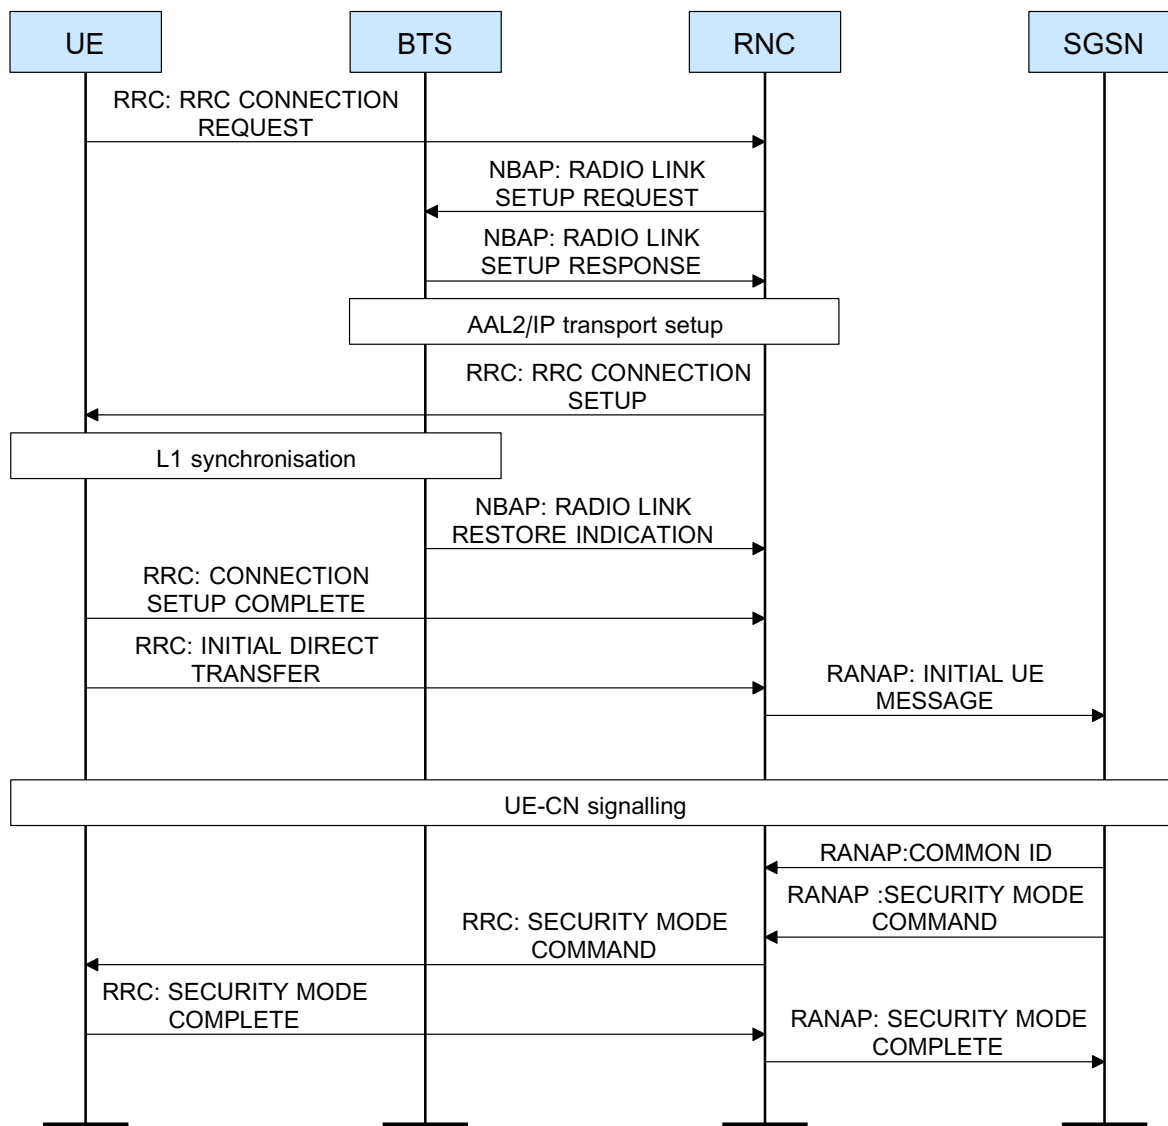 UE
BTS
RNC
SGSN
RRC: RRC CONNECTION
REQUEST
NBAP: RADIO LINK
SETUP REQUEST
NBAP: RADIO LINK
SETUP RESPONSE
AAL2/IP transport setup
RRC: RRC CONNECTION
SETUP
L1 synchronisation
NBAP: RADIO LINK
RESTORE INDICATION
RRC: CONNECTION
SETUP COMPLETE
RRC: INITIAL DIRECT
TRANSFER
RANAP: INITIAL UE
MESSAGE
UE-CN signalling
RANAP:COMMON ID
RANAP :SECURITY MODE
COMMAND
RRC: SECURITY MODE
COMMAND
RRC: SECURITY MODE
COMPLETE
RANAP: SECURITY MODE
COMPLETE